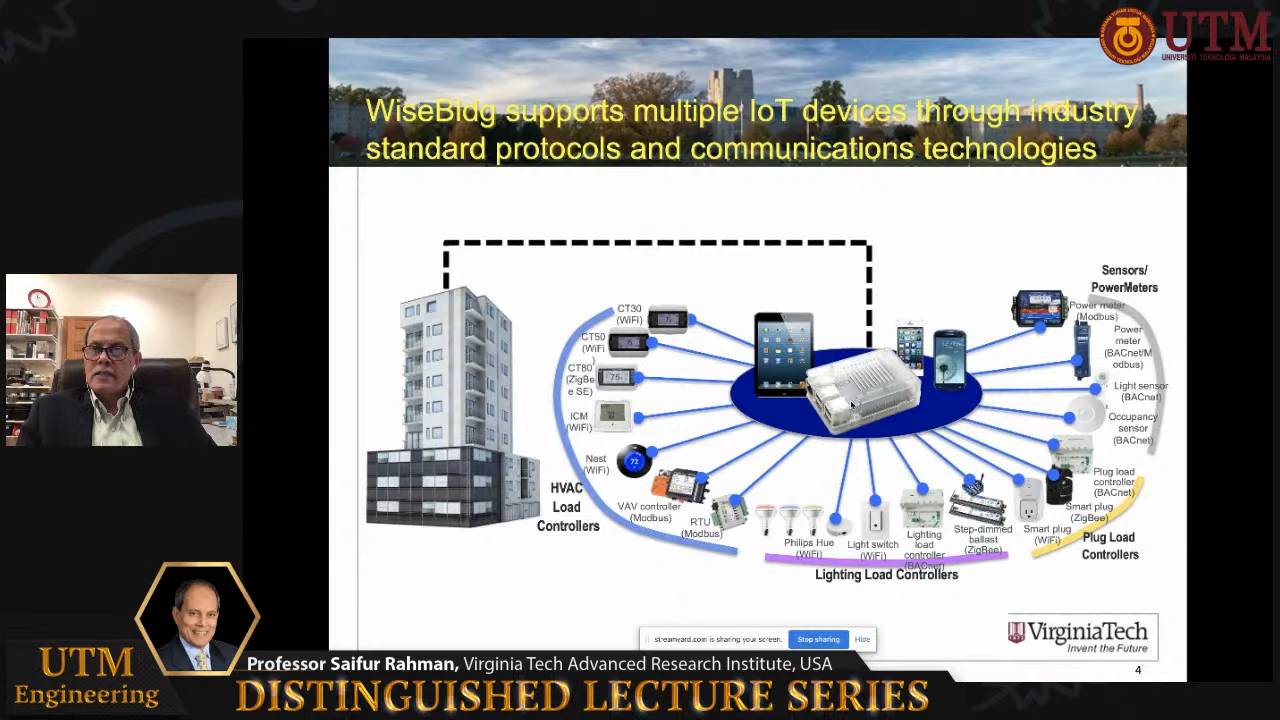 UTM
UNIVERSITI TEKNOLOGI MALAYSIA
WiseBldg supports multiple IoT devices through industry
standard protocols and communications technologies
Sensors/
PowerMeters
CT30
(WiFi)
CT50
(WiFi
)
CT80
(ZigBe
e SE)
ICM
(WiFi)
Nest
(WiFi)
72
HVAC
Load
Controllers
VAV controller
(Modbus)
RTU
(Modbus)
Philips Hue
(WiFi)
Light switch
(WiFi)
Lighting
load
controller
(BACnet)
Step-dimmed
ballast
(ZigBee)
Lighting Load Controllers
Smart plug
(WiFi)
Smart plug
(ZigBee)
Plug load
controller
(BACnet)
Plug Load
Controllers
Power meter
(Modbus)
Power
meter
(BACnet/M
odbus)
Light sensor
(BACnet)
Occupancy
sensor
(BACnet)
streamyard.com is sharing your screen.
Stop sharing
Hide
VirginiaTech
Invent the Future
4
UTM
Engineering
Professor Saifur Rahman, Virginia Tech Advanced Research Institute, USA
DISTINGUISHED LECTURE SERIES